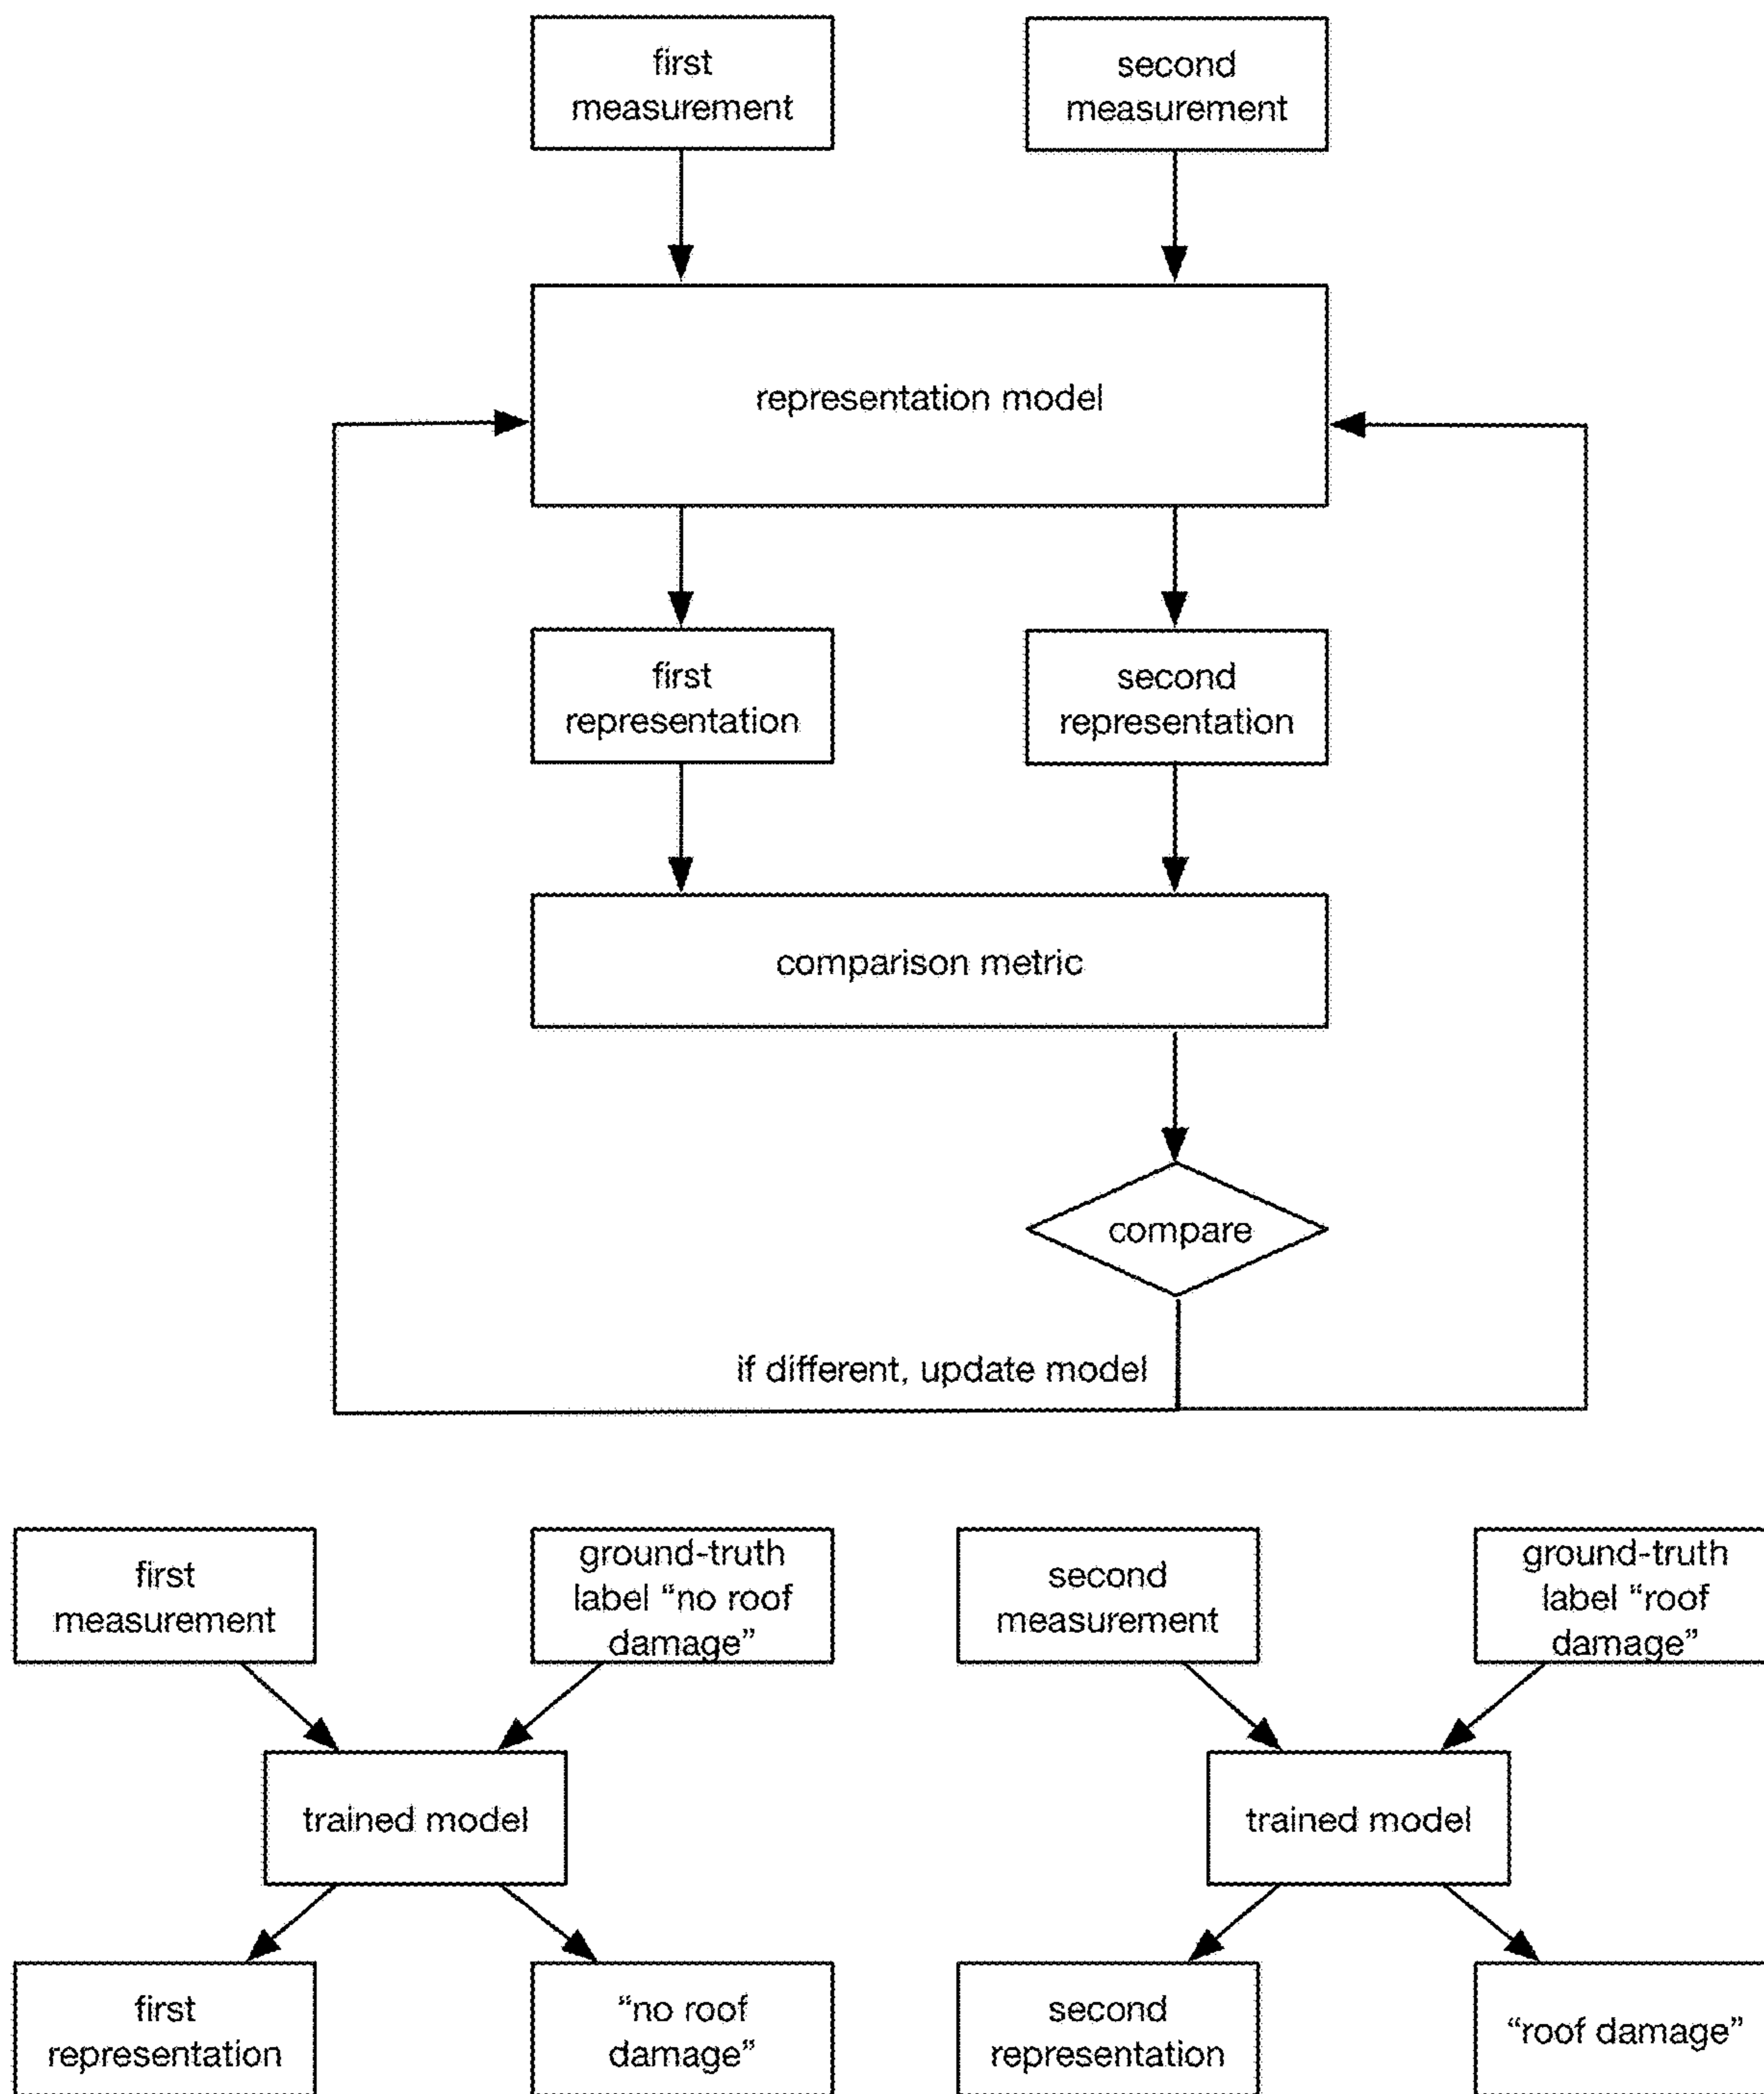 first
measurement
second
measurement
representation model
first
representation
second
representation
comparison metric
compare
if different, update model
first
measurement
ground-truth
label “no roof
damage”
second
measurement
ground-truth
label “roof
damage”
trained model
trained model
first
representation
“no roof
damage”
second
representation
“roof damage”